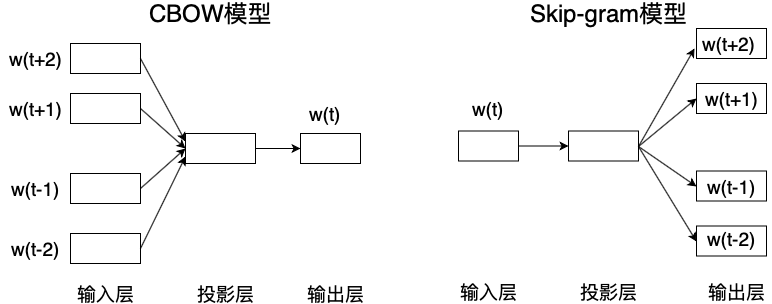 CBOW模型
w(t+2)
w(t+1)
w(t-1)
w(t-2)
w(t)
输入层
投影层
输出层
Skip-gram模型
w(t)
w(t+2)
w(t+1)
w(t-1)
w(t-2)
输入层
投影层
输出层